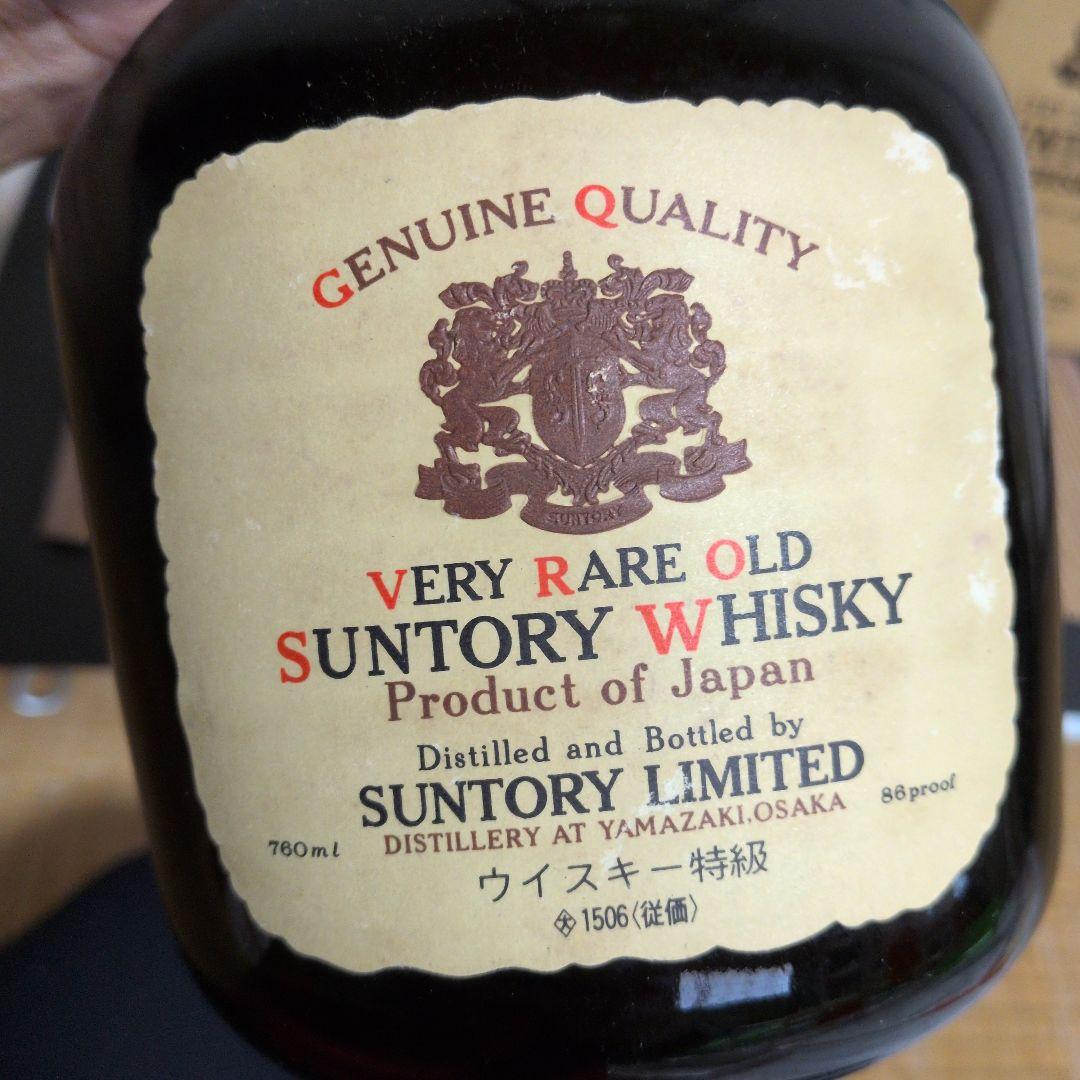 GENUINE QUALITY
SUNTORY
VERY RARE OLD
SUNTORY WHISKY
Product of Japan
Distilled and Bottled by
SUNTORY LIMITED
DISTILLERY AT YAMAZAKI.OSAKA
760ml
86proof
ウイスキー特級
大 1506〈従価〉